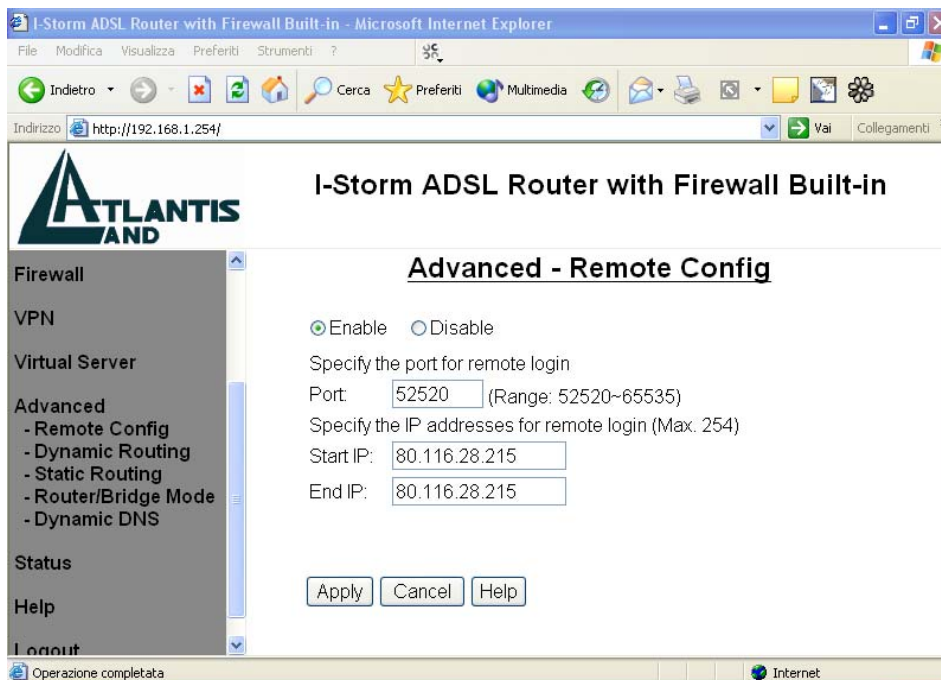 I-Storm ADSL Router with Firewall Built-in - Microsoft Internet Explorer
File Modifica Visualizza Preferiti Strumenti ?
Indietro Cerca Preferiti Multimedia
Indirizzo http://192.168.1.254/ Vai Collegamenti
ATLANTIS
LAND
I-Storm ADSL Router with Firewall Built-in
Firewall
VPN
Virtual Server
Advanced
- Remote Config
- Dynamic Routing
- Static Routing
- Router/Bridge Mode
- Dynamic DNS
Status
Help
Logout
Advanced - Remote Config
Enable Disable
Specify the port for remote login
Port: 52520 (Range: 52520~65535)
Specify the IP addresses for remote login (Max. 254)
Start IP: 80.116.28.215
End IP: 80.116.28.215
Apply Cancel Help
Operazione completata Internet